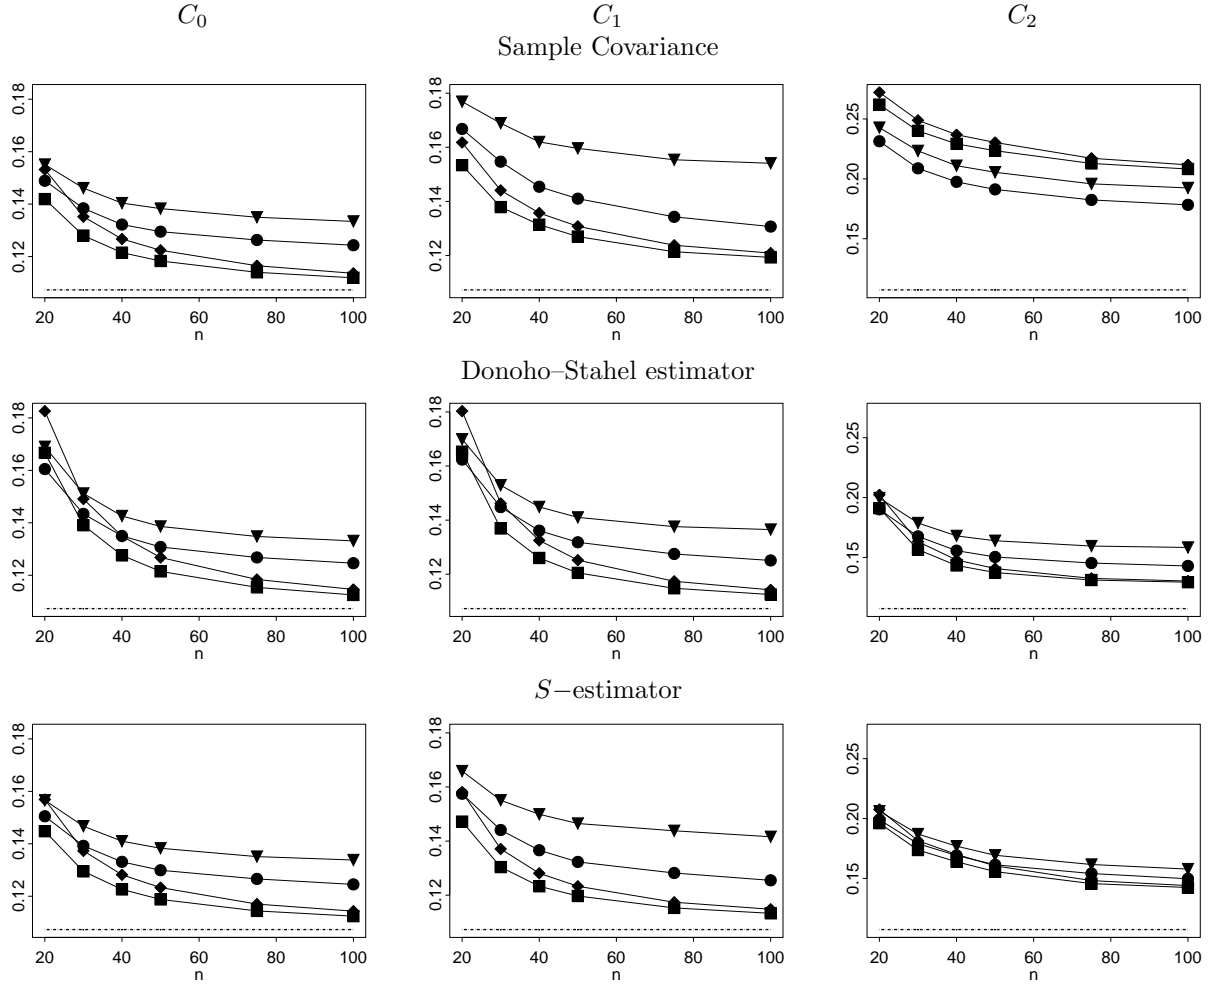 C₀ C₁ C₂
Sample Covariance
0.18 0.16 0.14 0.12
20 40 60 80 100
n
0.18 0.16 0.14 0.12
20 40 60 80 100
n
0.25 0.20 0.15
20 40 60 80 100
n
Donoho–Stahel estimator
0.18 0.16 0.14 0.12
20 40 60 80 100
n
0.18 0.16 0.14 0.12
20 40 60 80 100
n
0.25 0.20 0.15
20 40 60 80 100
n
S−estimator
0.18 0.16 0.14 0.12
20 40 60 80 100
n
0.18 0.16 0.14 0.12
20 40 60 80 100
n
0.25 0.20 0.15
20 40 60 80 100
n